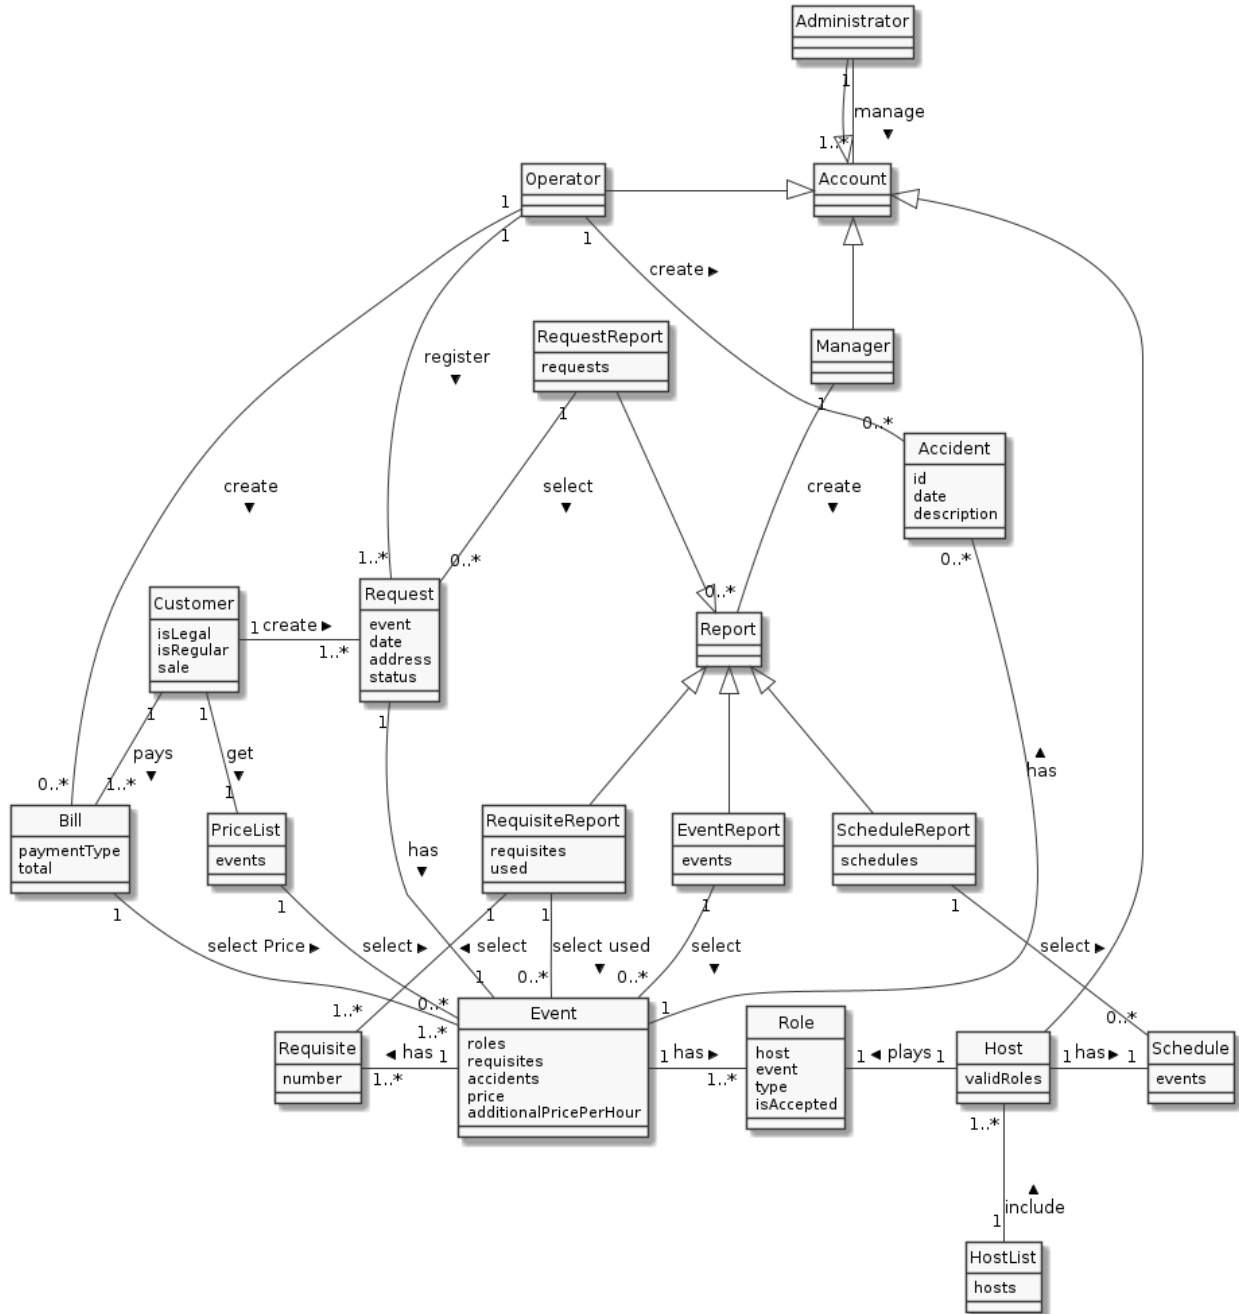 Administrator
1
manage
▼
1..*
Operator
Account
1
1
1
create ►
RequestReport
requests
Manager
register
▼
1
1
0..*
Accident
id
date
description
create
▼
select
▼
create
▼
1..*
0..*
0..*
Customer
isLegal
isRegular
sale
Request
event
date
address
status
0..*
Report
1 create ►
1..*
1
1
1
pays
▼
get
▼
▲
has
0..*
1..*
1
Bill
paymentType
total
PriceList
events
has
▼
RequisiteReport
requisites
used
EventReport
events
ScheduleReport
schedules
1
1
1
1
1
1
select Price ►
select ►
◄ select
select used
▼
select
▼
select ►
1
0..*
0..*
1..*
0..*
1..*
1
0..*
Event
roles
requisites
accidents
price
additionalPricePerHour
Role
host
event
type
isAccepted
Requisite
number
Host
validRoles
Schedule
events
◄ has 1
1..*
1 has ►
1..*
1 ◄ plays 1
1 has ► 1
1..*
▲
include
1
HostList
hosts